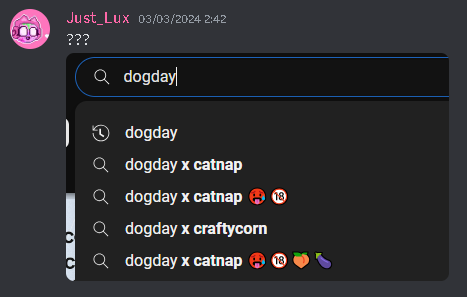 Just_Lux 03/03/2024 2:42
???
dogday
dogday
dogday x catnap
dogday x catnap 🥵 🔞
dogday x craftycorn
dogday x catnap 🥵 🔞 🍑 🍆